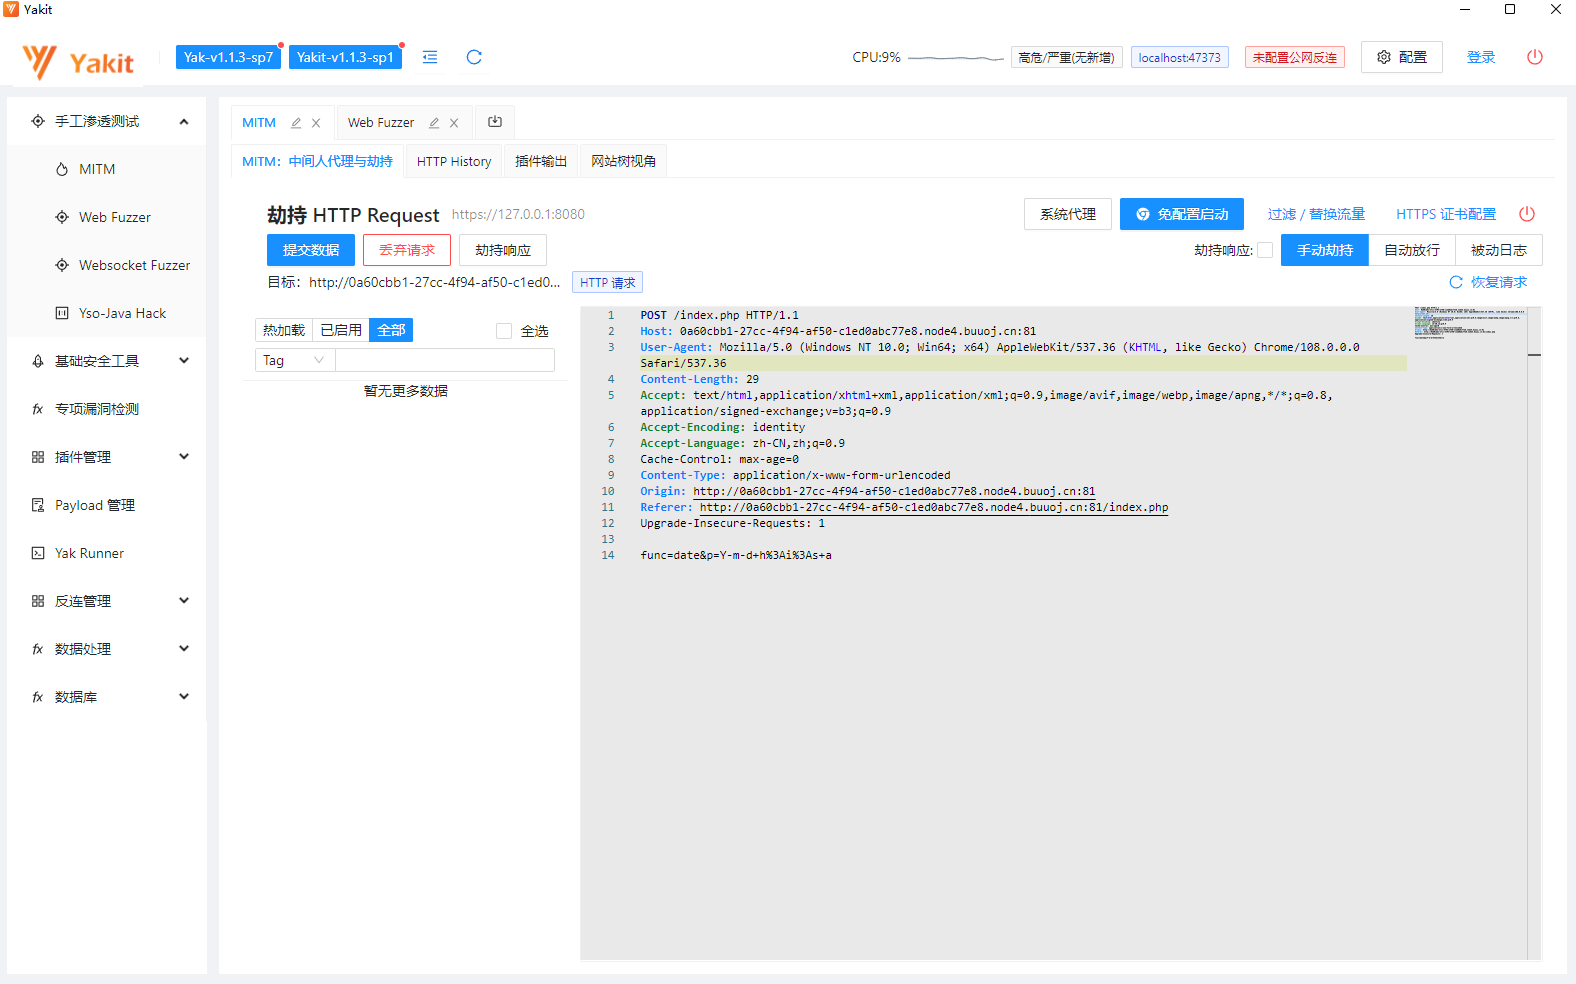 Yakit
Yakit
Yak-v1.1.3-sp7
Yakit-v1.1.3-sp1
CPU:9%
高危/严重(无新增)
localhost:47373
未配置公网反连
配置
登录
手工渗透测试
MITM
Web Fuzzer
Websocket Fuzzer
Yso-Java Hack
基础安全工具
专项漏洞检测
插件管理
Payload 管理
Yak Runner
反连管理
数据处理
数据库
MITM
Web Fuzzer
MITM：中间人代理与劫持
HTTP History
插件输出
网站树视角
劫持 HTTP Request
https://127.0.0.1:8080
系统代理
免配置启动
过滤 / 替换流量
HTTPS 证书配置
提交数据
丢弃请求
劫持响应
劫持响应:
手动劫持
自动放行
被动日志
目标：http://0a60cbb1-27cc-4f94-af50-c1ed0...
HTTP 请求
恢复请求
热加载
已启用
全部
全选
Tag
暂无更多数据
1 POST /index.php HTTP/1.1
2 Host: 0a60cbb1-27cc-4f94-af50-c1ed0abc77e8.node4.buuoj.cn:81
3 User-Agent: Mozilla/5.0 (Windows NT 10.0; Win64; x64) AppleWebKit/537.36 (KHTML, like Gecko) Chrome/108.0.0.0
Safari/537.36
4 Content-Length: 29
5 Accept: text/html,application/xhtml+xml,application/xml;q=0.9,image/avif,image/webp,image/apng,*/*;q=0.8,
application/signed-exchange;v=b3;q=0.9
6 Accept-Encoding: identity
7 Accept-Language: zh-CN,zh;q=0.9
8 Cache-Control: max-age=0
9 Content-Type: application/x-www-form-urlencoded
10 Origin: http://0a60cbb1-27cc-4f94-af50-c1ed0abc77e8.node4.buuoj.cn:81
11 Referer: http://0a60cbb1-27cc-4f94-af50-c1ed0abc77e8.node4.buuoj.cn:81/index.php
12 Upgrade-Insecure-Requests: 1
13
14 func=date&p=Y-m-d+h%3Ai%3As+a